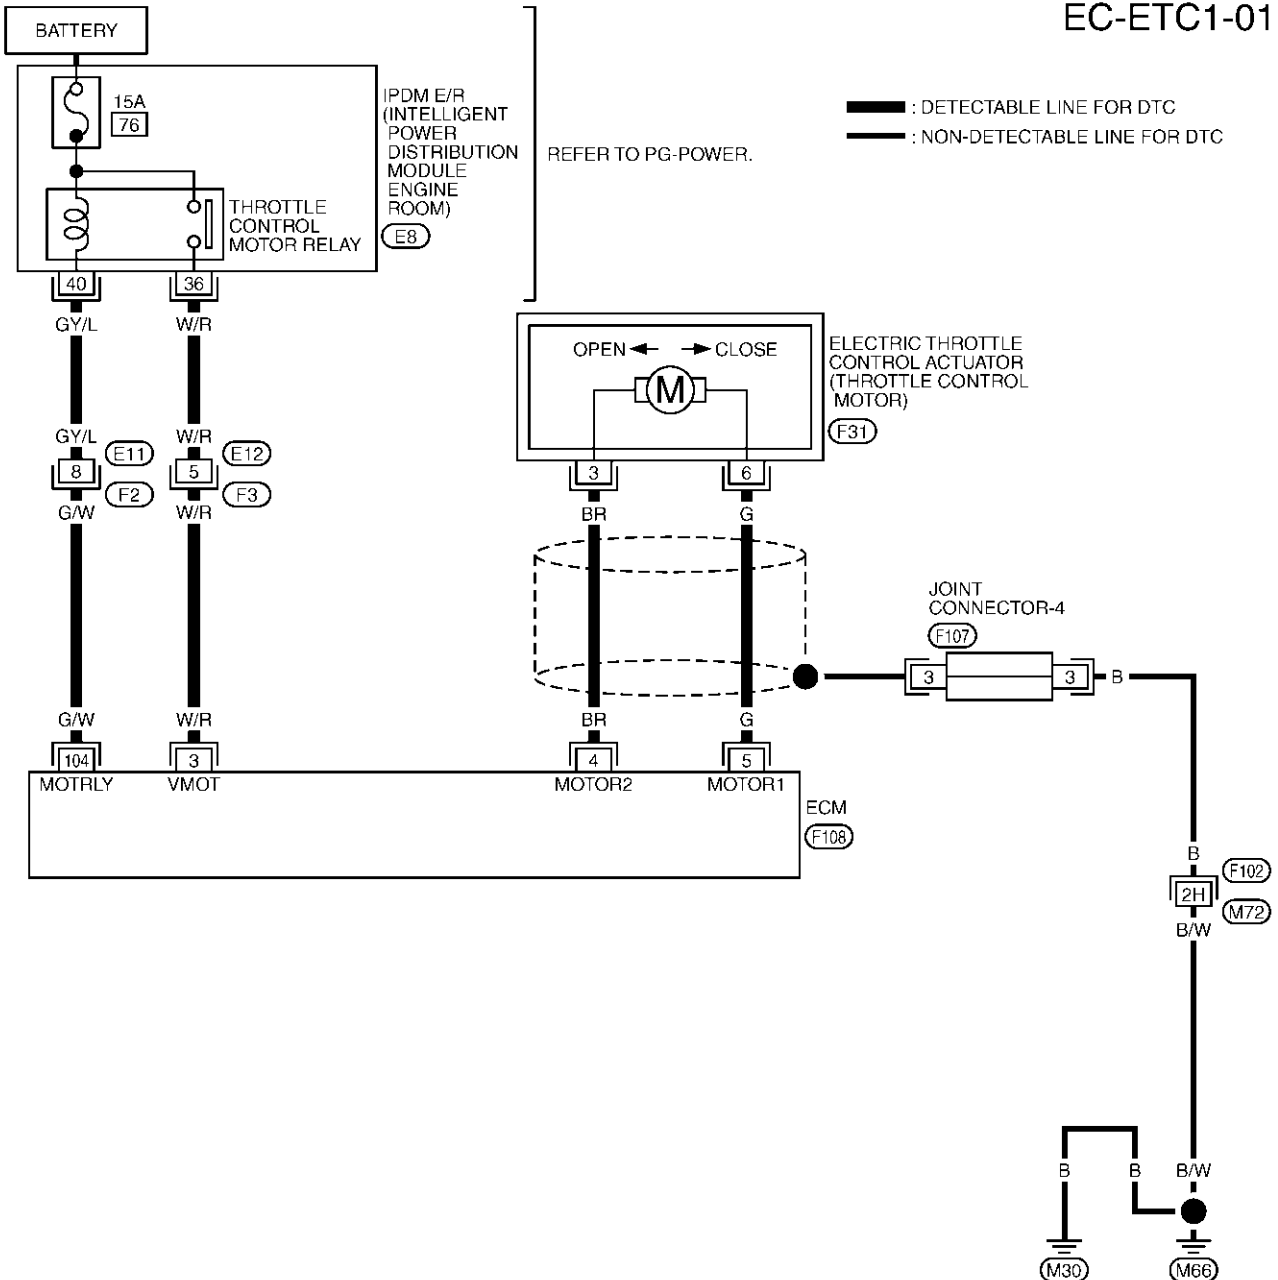 EC-ETC1-01
BATTERY
15A
76
IPDM E/R
(INTELLIGENT
POWER
DISTRIBUTION
MODULE
ENGINE
ROOM)
E8
REFER TO PG-POWER.
: DETECTABLE LINE FOR DTC
: NON-DETECTABLE LINE FOR DTC
THROTTLE
CONTROL
MOTOR RELAY
40
36
GY/L
W/R
OPEN
CLOSE
M
ELECTRIC THROTTLE
CONTROL ACTUATOR
(THROTTLE CONTROL
MOTOR)
F31
GY/L
W/R
E11
E12
8
5
F2
F3
G/W
W/R
3
6
BR
G
JOINT
CONNECTOR-4
F107
3
3
B
G/W
W/R
BR
G
104
3
4
5
MOTRLY
VMOT
MOTOR2
MOTOR1
ECM
F108
B
F102
2H
M72
B/W
B
B
B/W
M30
M66